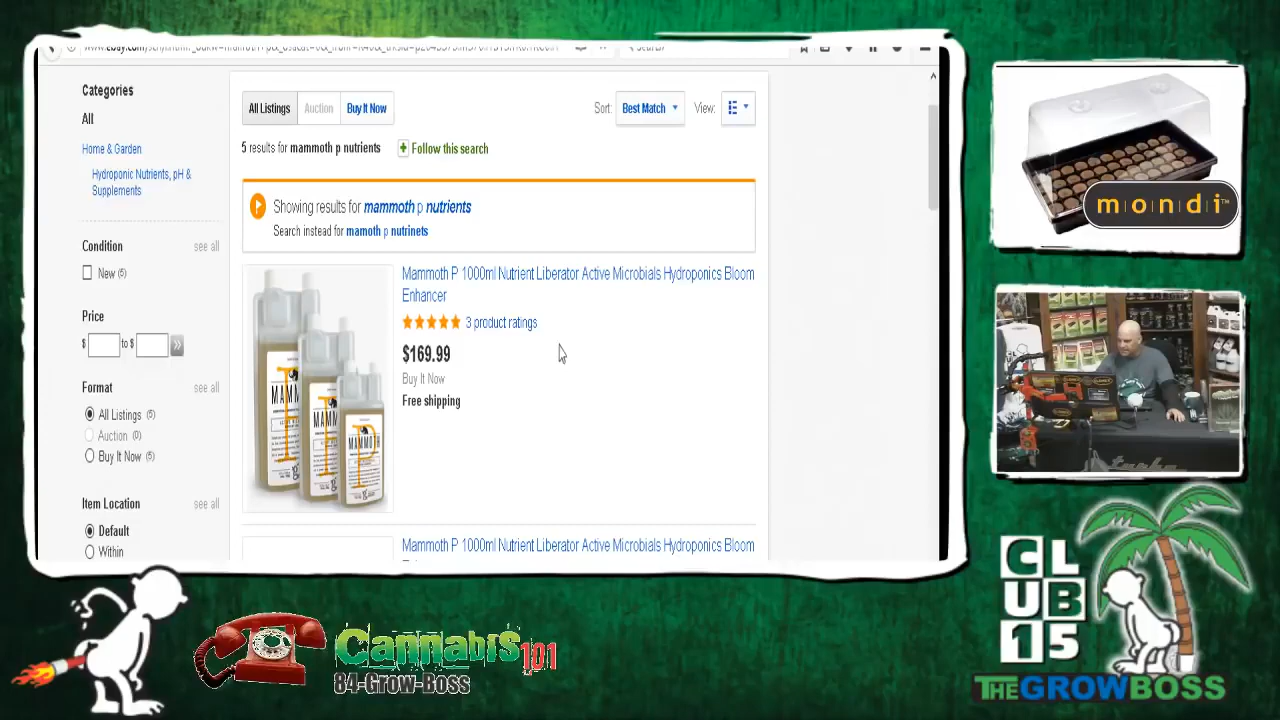 Categories
All
Home & Garden
Hydroponic Nutrients, pH &
Supplements
Condition
see all
New (5)
Price
$ to $ »
Format
see all
All Listings (5)
Auction (0)
Buy It Now (5)
Item Location
see all
Default
Within
All Listings
Auction
Buy It Now
Sort: Best Match
View:
5 results for mammoth p nutrients
Follow this search
Showing results for mammoth p nutrients
Search instead for mamoth p nutrinets
Mammoth P 1000ml Nutrient Liberator Active Microbials Hydroponics Bloom
Enhancer
3 product ratings
$169.99
Buy It Now
Free shipping
MAMMOTH
P
Mammoth P 1000ml Nutrient Liberator Active Microbials Hydroponics Bloom
mondi™
turbo
CLUB
15
THEGROWBOSS
Cannabis 101
84-Grow-Boss